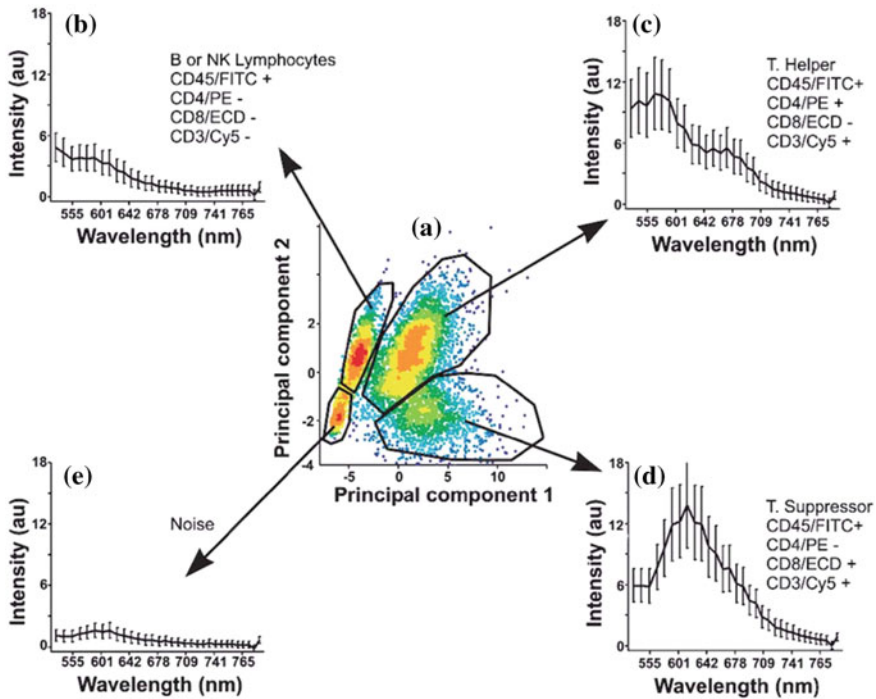 (b)
18
12
6
0
Intensity (au)
B or NK Lymphocytes
CD45/FITC +
CD4/PE -
CD8/ECD -
CD3/Cy5 -
555 601 642 678 709 741 765
Wavelength (nm)
(c)
18
12
6
0
Intensity (au)
T. Helper
CD45/FITC+
CD4/PE +
CD8/ECD -
CD3/Cy5 +
555 601 642 678 709 741 765
Wavelength (nm)
(a)
Principal component 2
2
0
-2
-4
-5 0 5 10
Principal component 1
(e)
18
12
6
0
Intensity (au)
Noise
555 601 642 678 709 741 765
Wavelength (nm)
(d)
18
12
6
0
Intensity (au)
T. Suppressor
CD45/FITC+
CD4/PE -
CD8/ECD +
CD3/Cy5 +
555 601 642 678 709 741 765
Wavelength (nm)